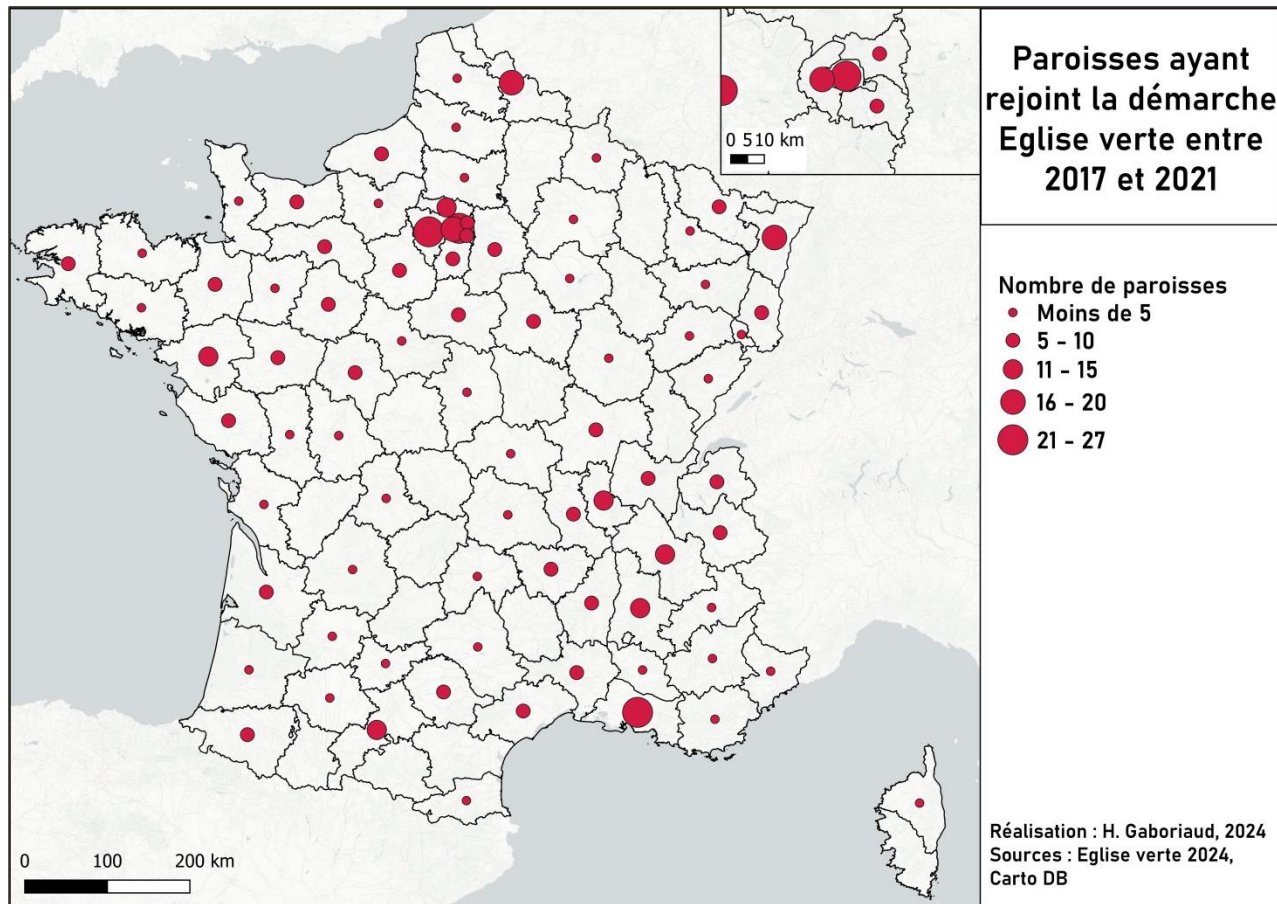 Paroisses ayant
rejoint la démarche
Eglise verte entre
2017 et 2021
0 5 10 km
Nombre de paroisses
Moins de 5
5 - 10
11 - 15
16 - 20
21 - 27
0 100 200 km
Réalisation : H. Gaboriaud, 2024
Sources : Eglise verte 2024,
Carto DB